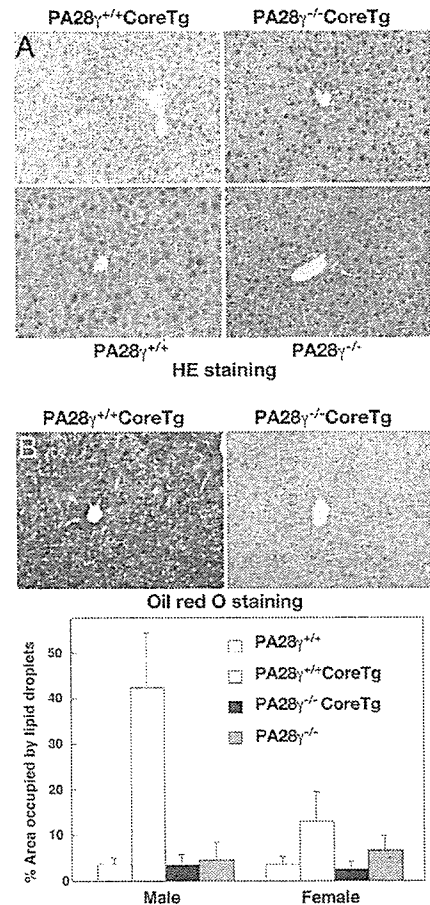 PA28γ+/+CoreTg PA28γ-/-CoreTg
A
PA28γ+/+ PA28γ-/-
HE staining
PA28γ+/+CoreTg PA28γ-/-CoreTg
B
Oil red O staining
% Area occupied by lipid droplets
50
40
30
20
10
0
PA28γ+/+
PA28γ+/+CoreTg
PA28γ-/-CoreTg
PA28γ-/-
Male Female